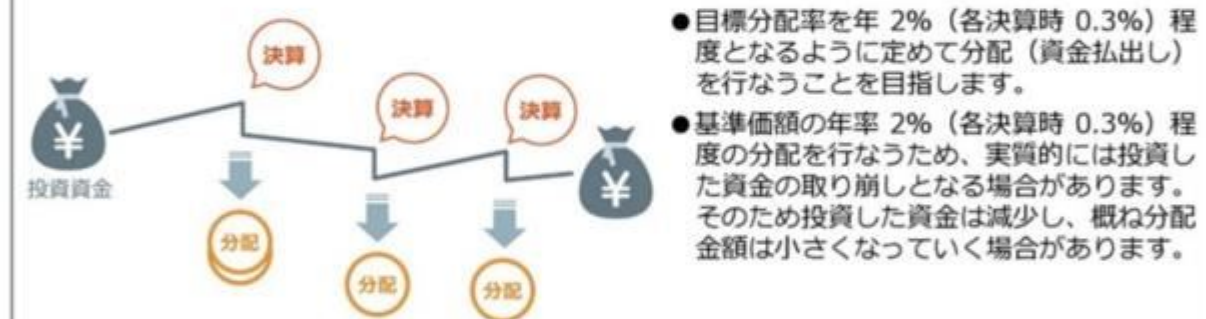 決算
決算
決算
¥
投資資金
¥
分配
分配
分配
●目標分配率を年 2%（各決算時 0.3%）程
度となるように定めて分配（資金払出し）
を行なうことを目指します。
●基準価額の年率 2%（各決算時 0.3%）程
度の分配を行なうため、実質的には投資し
た資金の取り崩しとなる場合があります。
そのため投資した資金は減少し、概ね分配
金額は小さくなっていく場合があります。